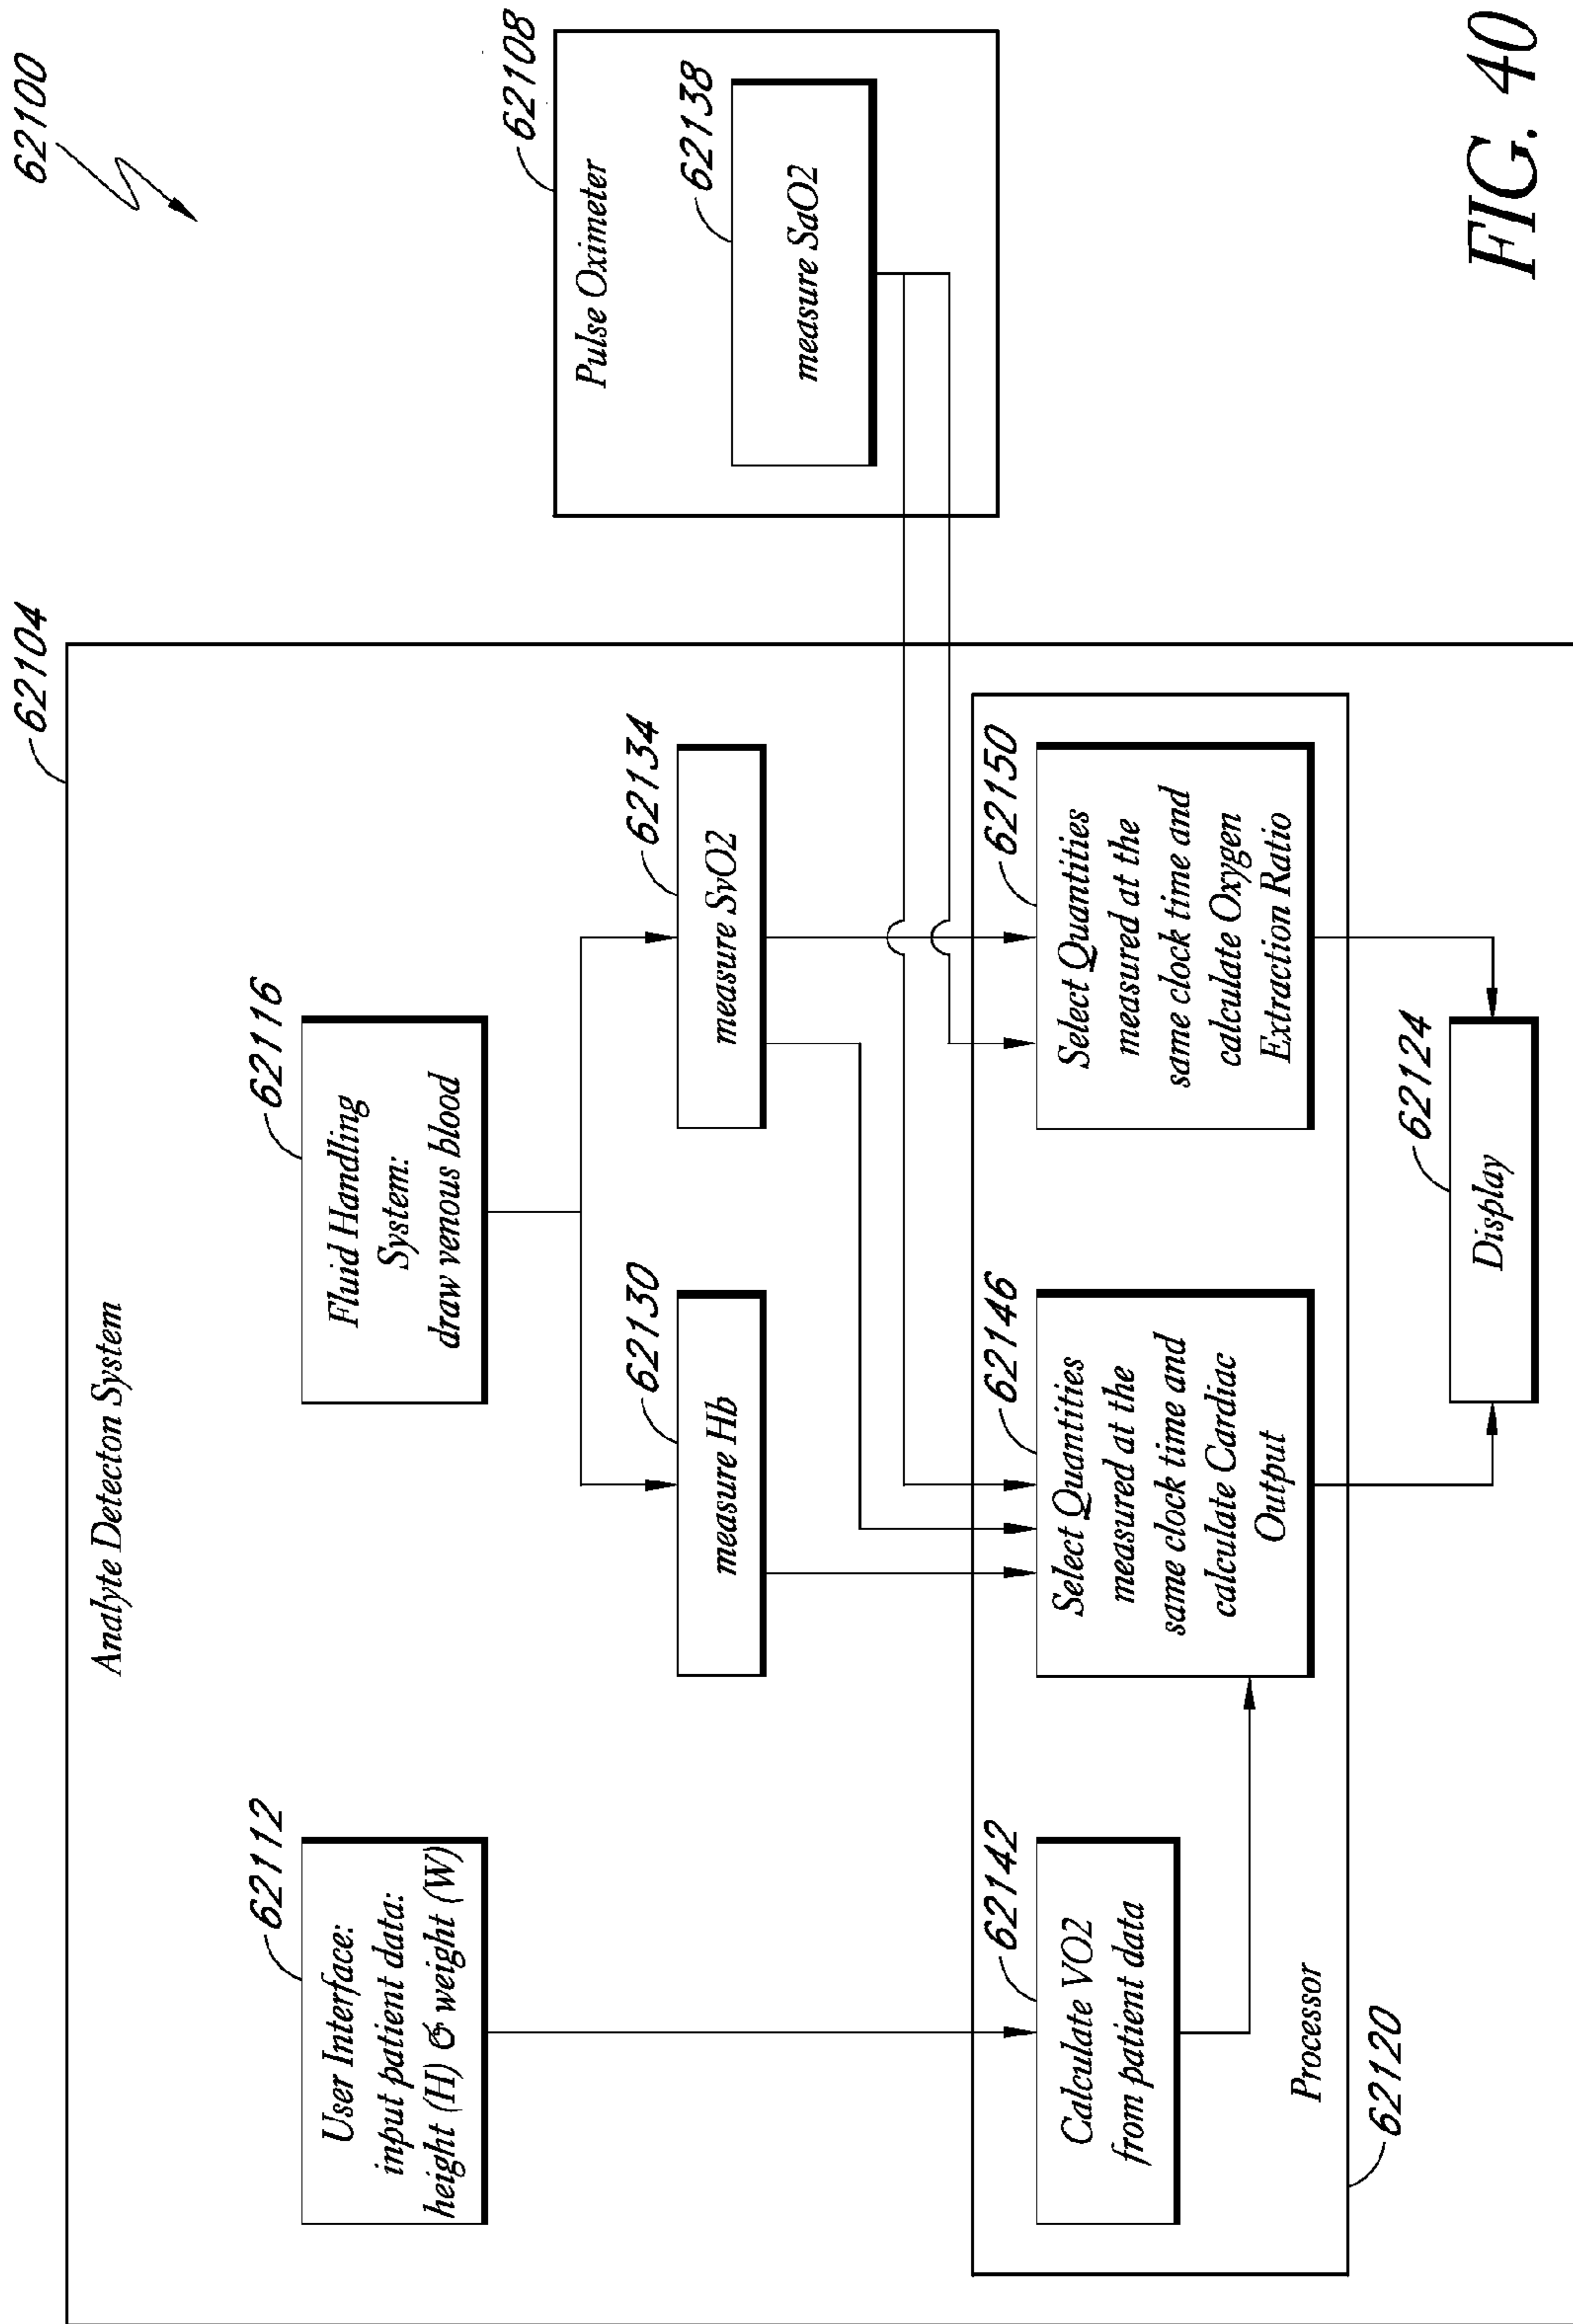 62100
62104
Analyte Detecton System
62112
User Interface:
input patient data:
height (H) & weight (W)
62116
Fluid Handling
System:
draw venous blood
62108
Pulse Oximeter
62138
measure SaO2
62130
measure Hb
62134
measure SvO2
62142
Calculate VO2
from patient data
62146
Select Quantities
measured at the
same clock time and
calculate Cardiac
Output
62150
Select Quantities
measured at the
same clock time and
calculate Oxygen
Extraction Ratio
Processor
62120
62124
Display
FIG. 40